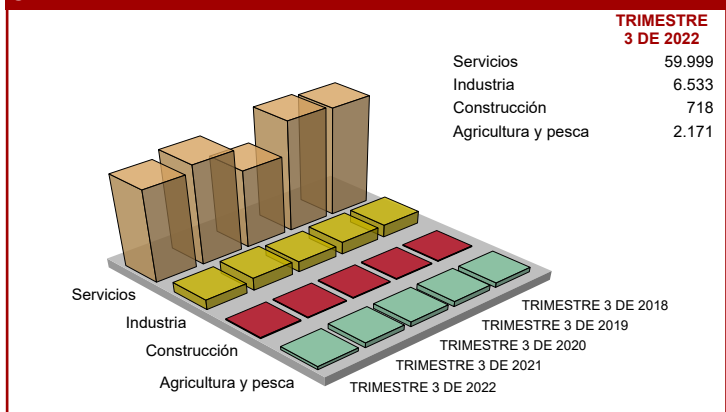 TRIMESTRE
3 DE 2022
Servicios 59.999
Industria 6.533
Construcción 718
Agricultura y pesca 2.171
Servicios
Industria
Construcción
Agricultura y pesca
TRIMESTRE 3 DE 2018
TRIMESTRE 3 DE 2019
TRIMESTRE 3 DE 2020
TRIMESTRE 3 DE 2021
TRIMESTRE 3 DE 2022